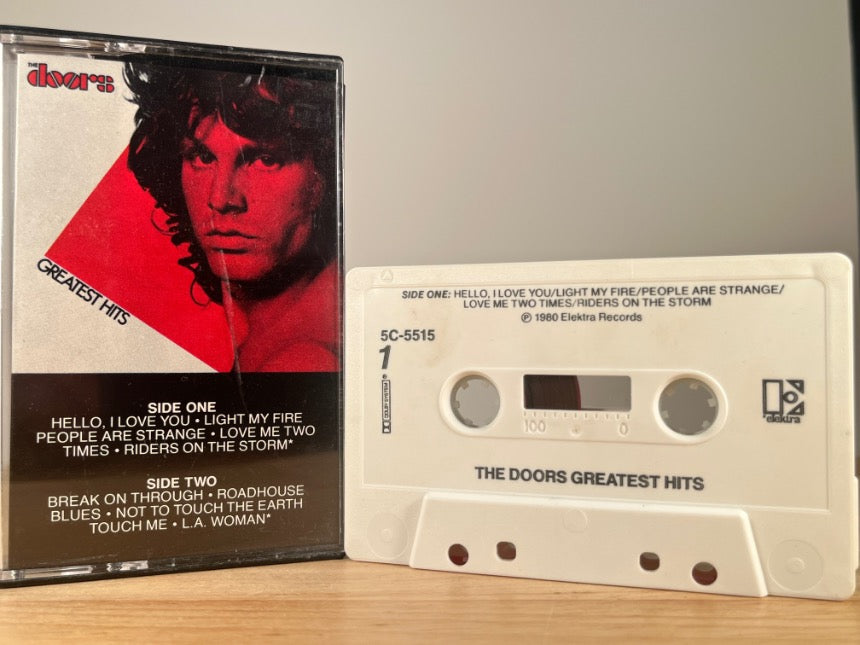 THE
doors
GREATEST HITS
SIDE ONE
HELLO, I LOVE YOU • LIGHT MY FIRE
PEOPLE ARE STRANGE • LOVE ME TWO
TIMES • RIDERS ON THE STORM*
SIDE TWO
BREAK ON THROUGH • ROADHOUSE
BLUES • NOT TO TOUCH THE EARTH
TOUCH ME • L.A. WOMAN*
SIDE ONE: HELLO, I LOVE YOU/LIGHT MY FIRE/PEOPLE ARE STRANGE/
LOVE ME TWO TIMES/RIDERS ON THE STORM
℗ 1980 Elektra Records
5C-5515
1
DOLBY SYSTEM
100 0
elektra
THE DOORS GREATEST HITS